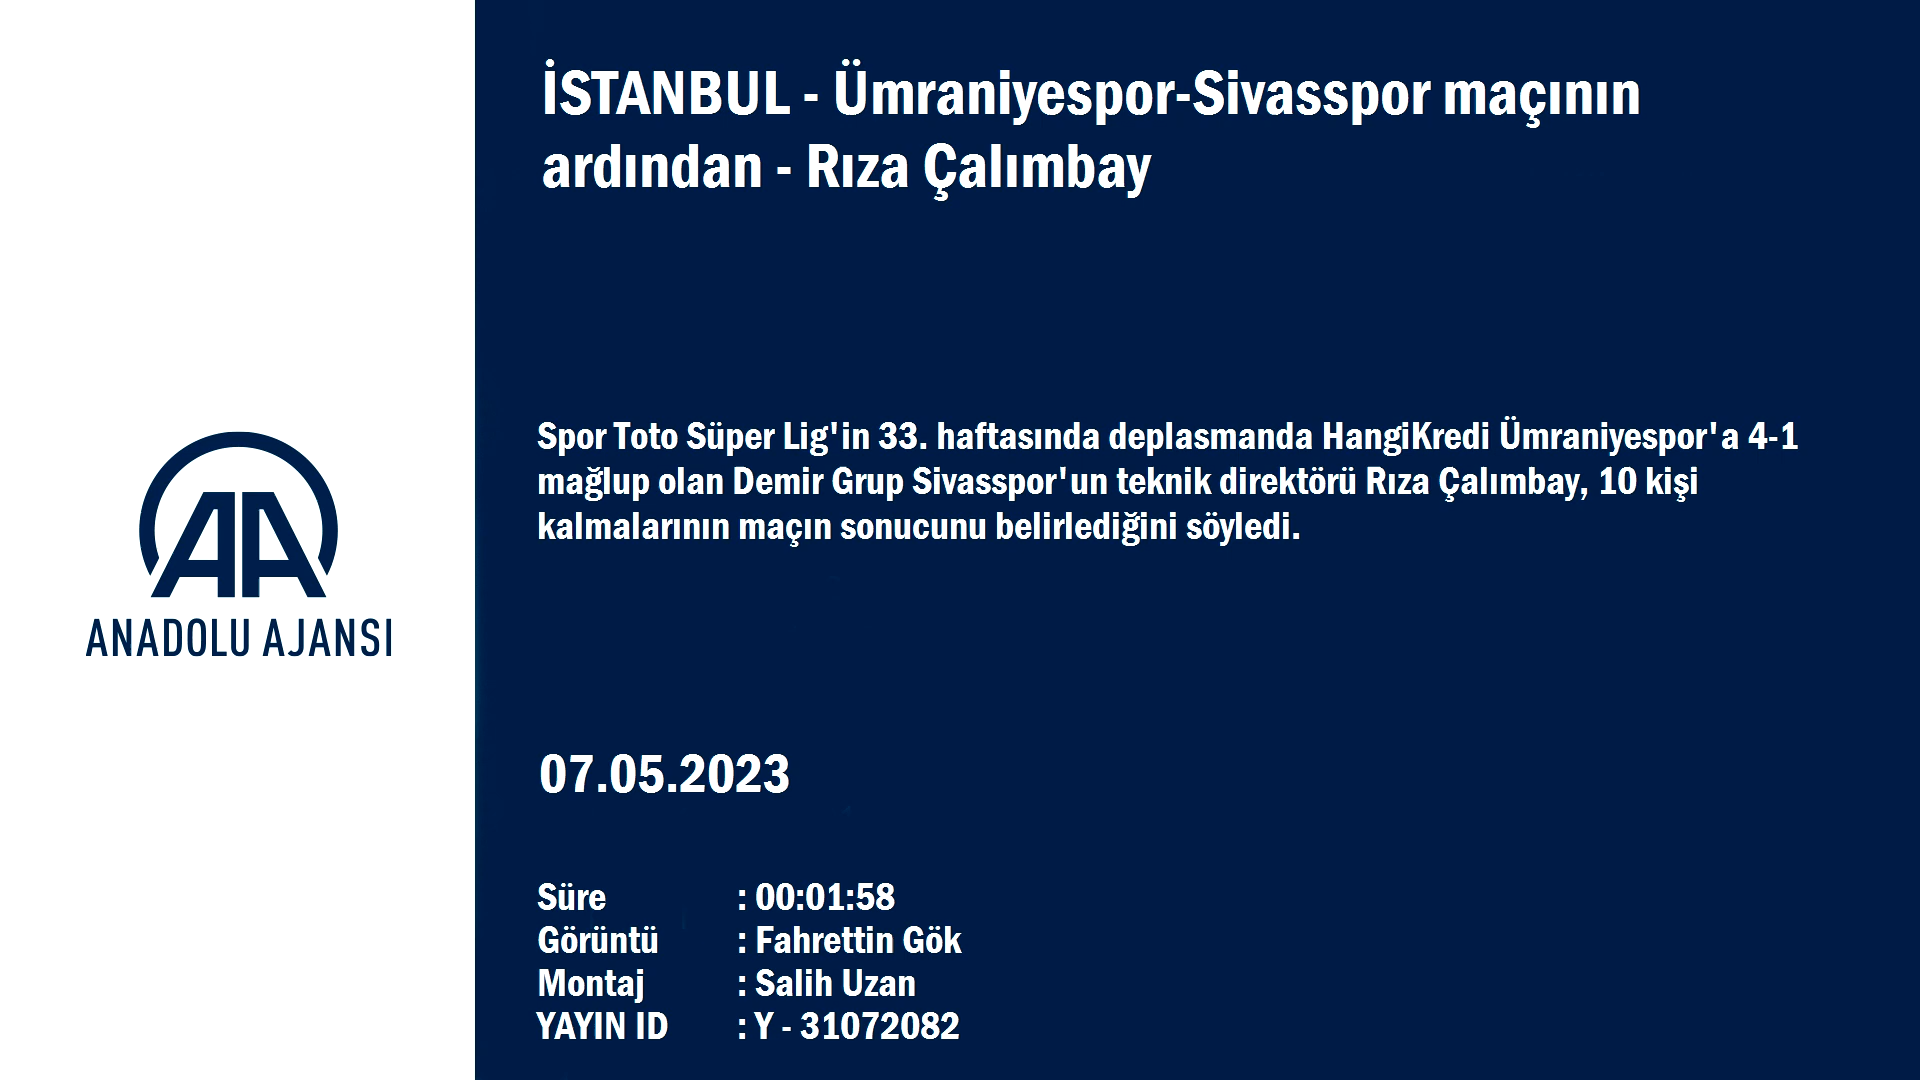 İSTANBUL - Ümraniyespor-Sivasspor maçının
ardından - Rıza Çalımbay
Spor Toto Süper Lig'in 33. haftasında deplasmanda HangiKredi Ümraniyespor'a 4-1
mağlup olan Demir Grup Sivasspor'un teknik direktörü Rıza Çalımbay, 10 kişi
kalmalarının maçın sonucunu belirlediğini söyledi.
AA
ANADOLU AJANSI
07.05.2023
Süre : 00:01:58
Görüntü : Fahrettin Gök
Montaj : Salih Uzan
YAYIN ID : Y - 31072082